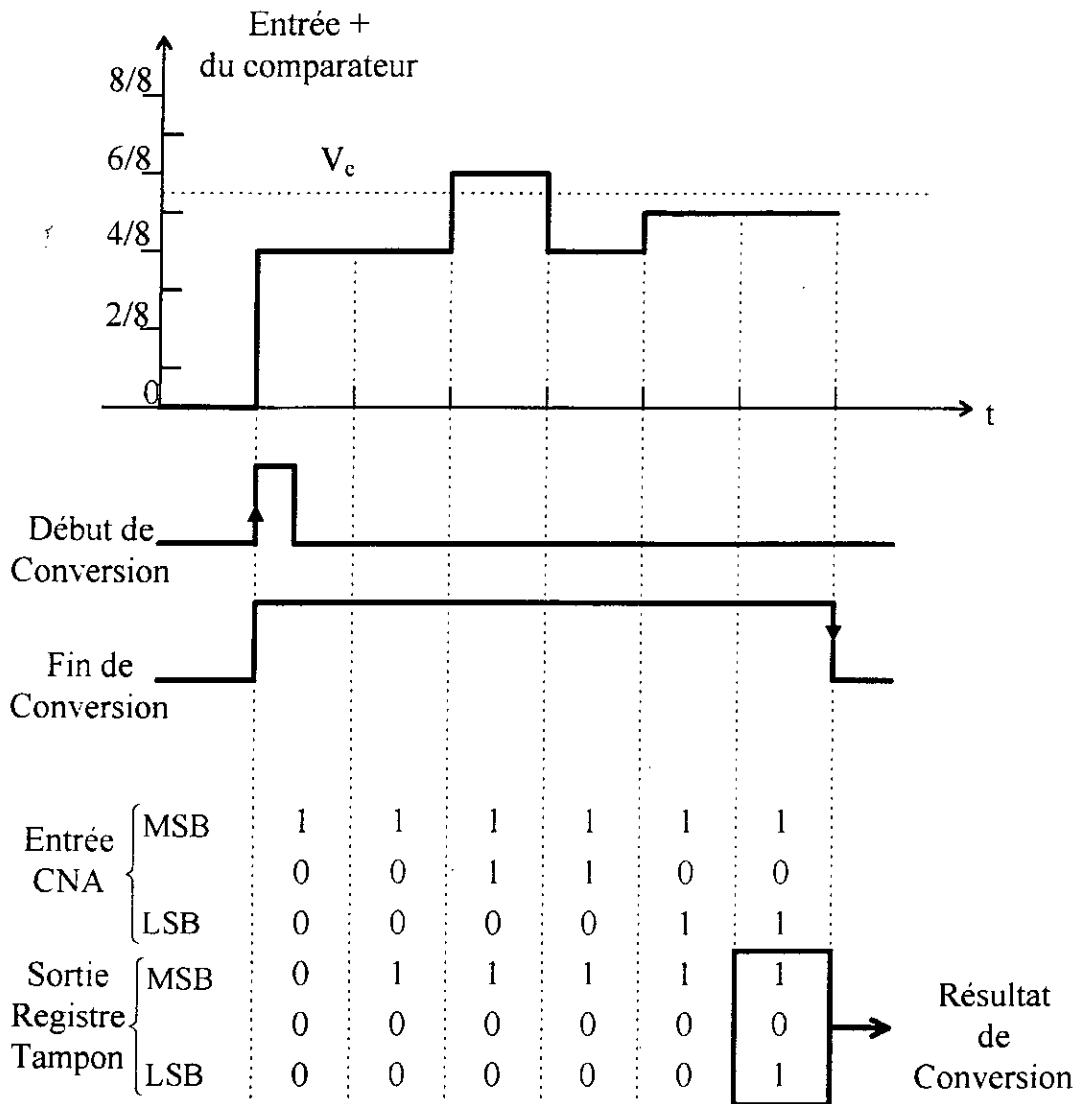 Entrée +
du comparateur
8/8
6/8
V_c
4/8
2/8
0
t
Début de
Conversion
Fin de
Conversion
Entrée
CNA
MSB 1 1 1 1 1 1
0 0 1 1 0 0
LSB 0 0 0 0 1 1
Sortie
Registre
Tampon
MSB 0 1 1 1 1 1
0 0 0 0 0 0
LSB 0 0 0 0 0 1
Résultat
de
Conversion